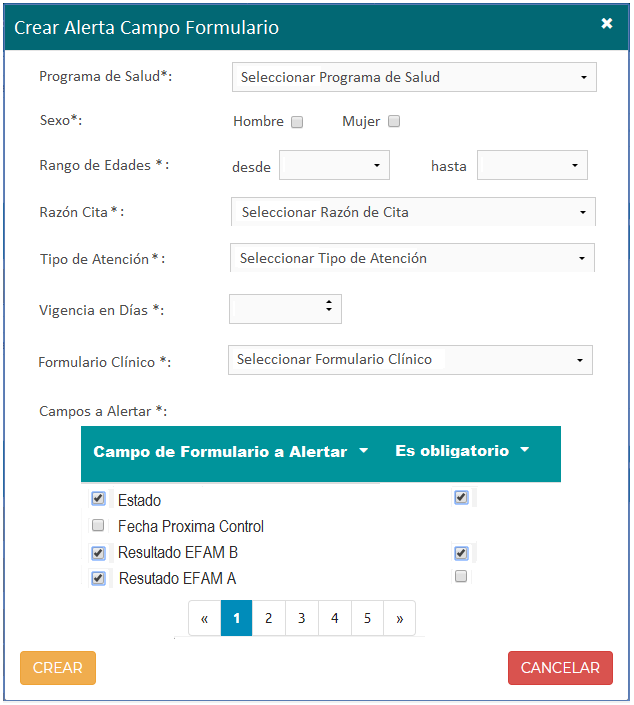 Crear Alerta Campo Formulario ×
Programa de Salud*: Seleccionar Programa de Salud
Sexo*: Hombre Mujer
Rango de Edades *: desde hasta
Razón Cita *: Seleccionar Razón de Cita
Tipo de Atención *: Seleccionar Tipo de Atención
Vigencia en Días *:
Formulario Clínico *: Seleccionar Formulario Clínico
Campos a Alertar *:
Campo de Formulario a Alertar Es obligatorio
Estado
Fecha Proxima Control
Resultado EFAM B
Resutado EFAM A
« 1 2 3 4 5 »
CREAR CANCELAR